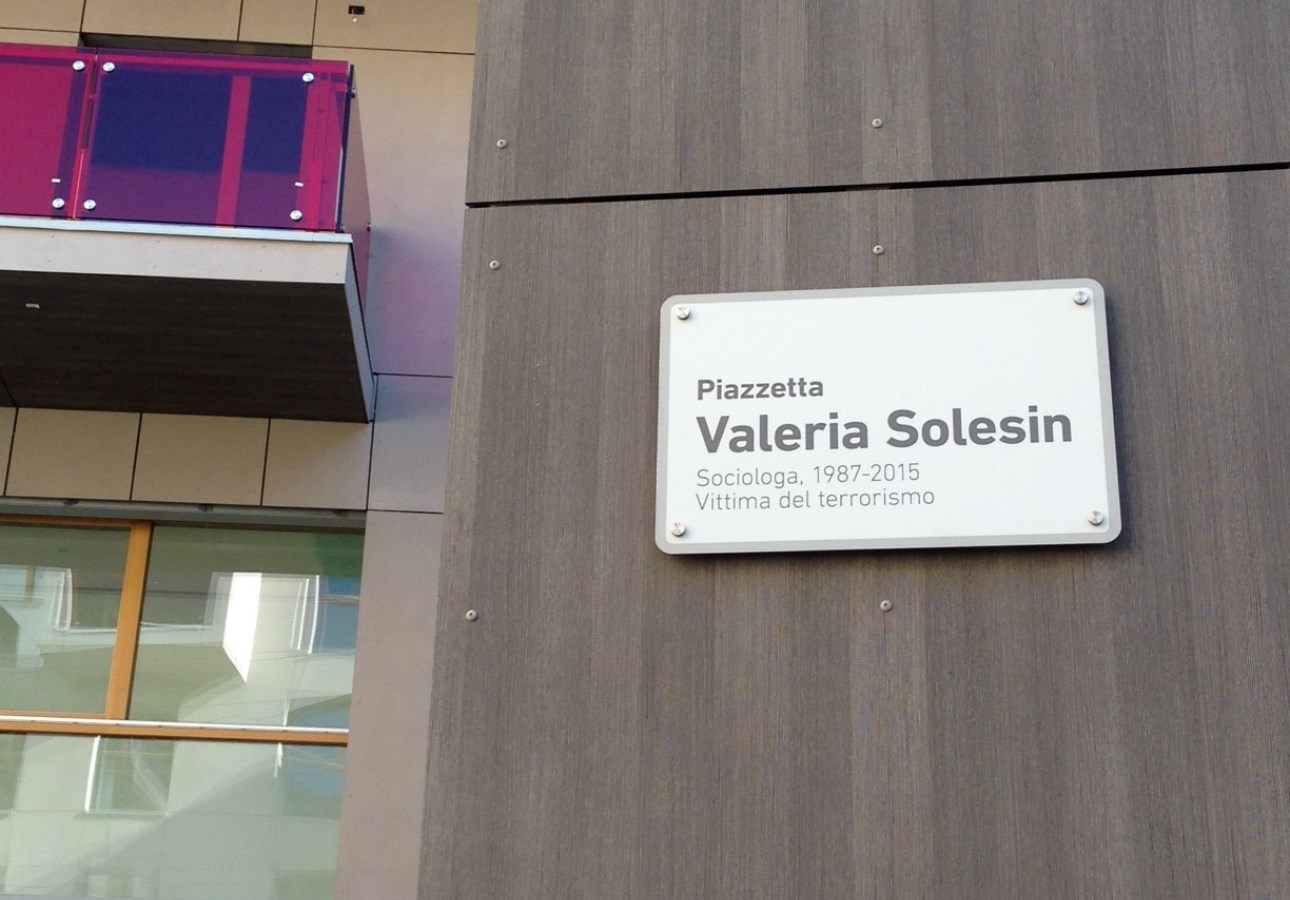 Piazzetta
Valeria Solesin
Sociologa, 1987-2015
Vittima del terrorismo